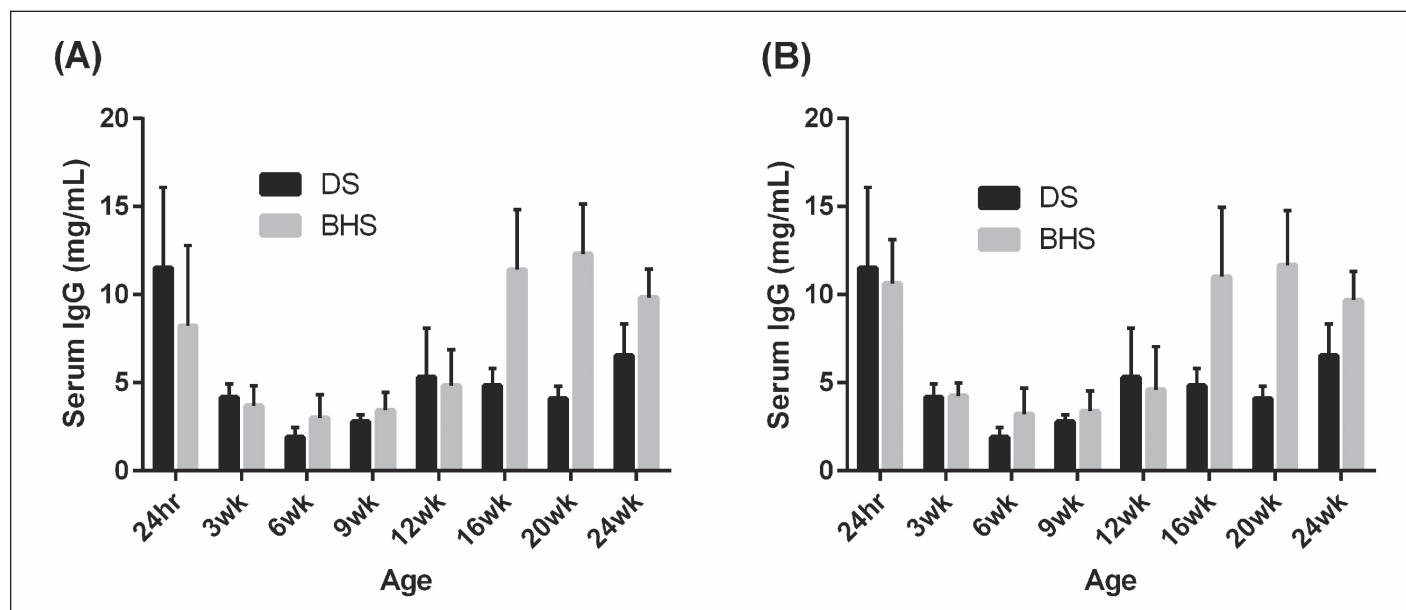 (A)
Serum IgG (mg/mL)
20
15
10
5
0
DS
BHS
24hr
3wk
6wk
9wk
12wk
16wk
20wk
24wk
Age
(B)
Serum IgG (mg/mL)
20
15
10
5
0
DS
BHS
24hr
3wk
6wk
9wk
12wk
16wk
20wk
24wk
Age